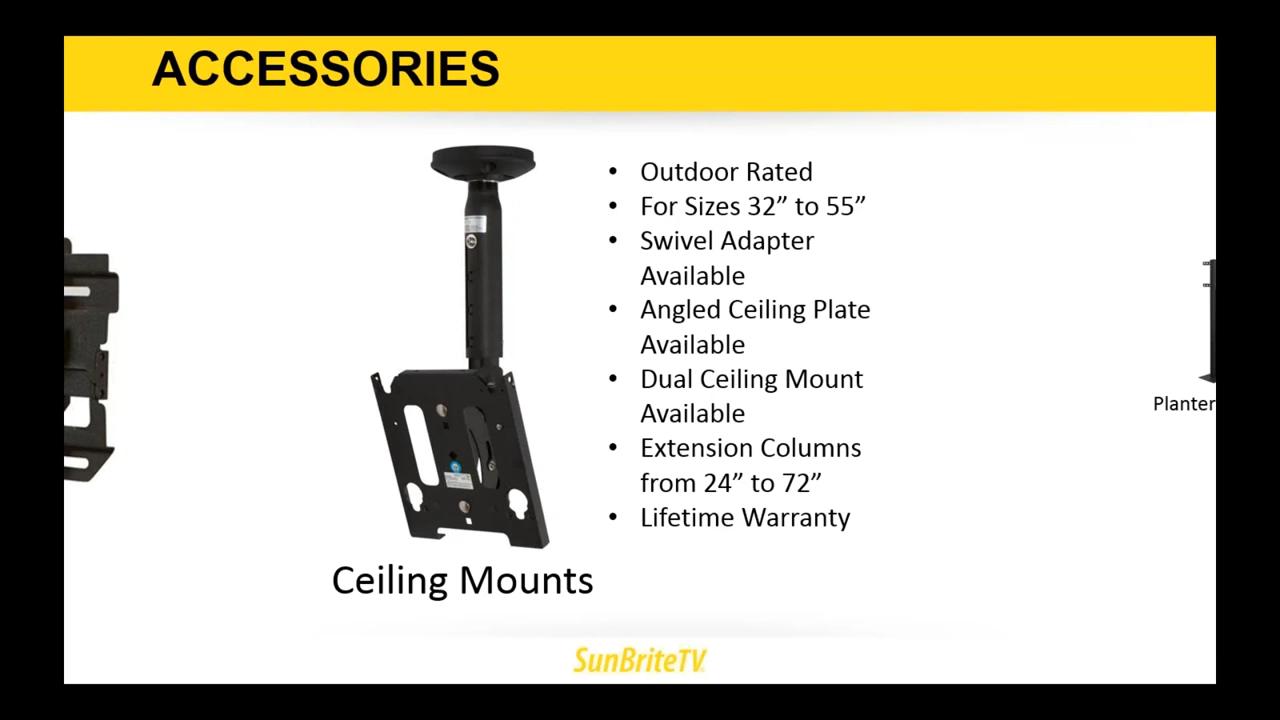 ACCESSORIES
• Outdoor Rated
• For Sizes 32” to 55”
• Swivel Adapter
Available
• Angled Ceiling Plate
Available
• Dual Ceiling Mount
Available
• Extension Columns
from 24” to 72”
• Lifetime Warranty
Planter
Ceiling Mounts
SunBriteTV